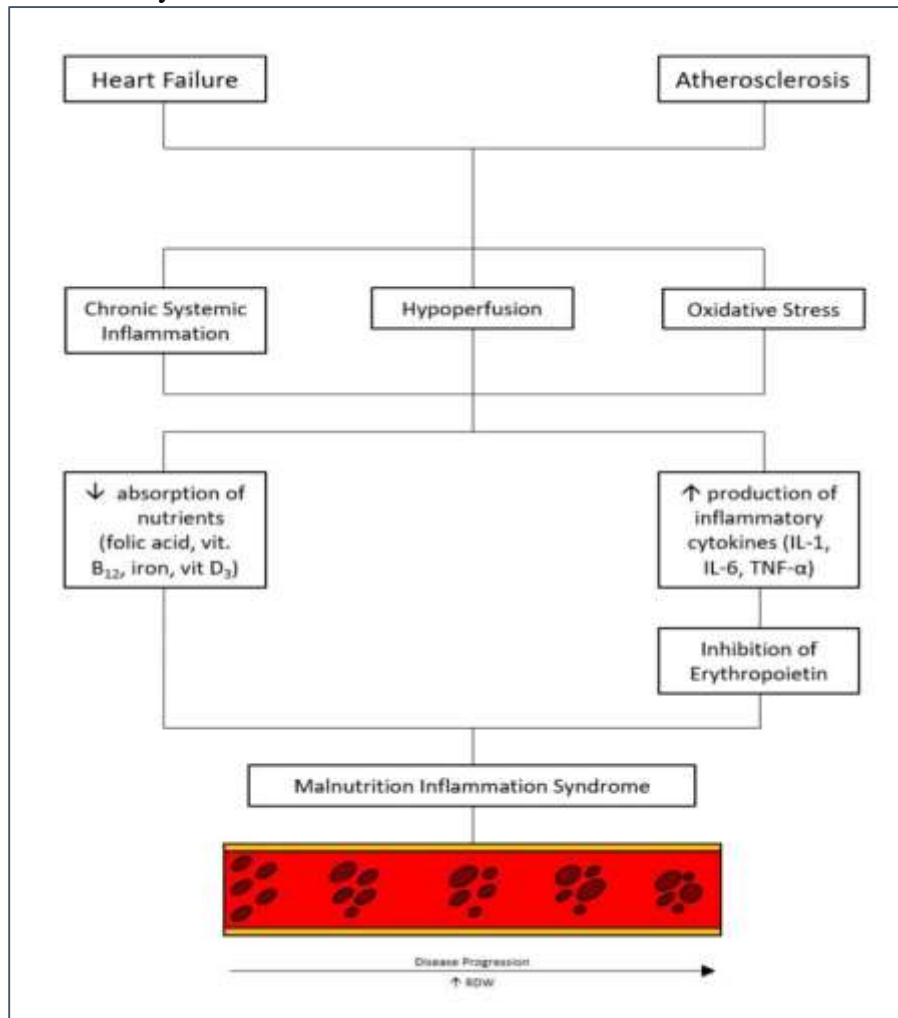 Heart Failure
Atherosclerosis
Chronic Systemic
Inflammation
Hypoperfusion
Oxidative Stress
↓ absorption of
nutrients
(folic acid, vit.
B₁₂, iron, vit D₃)
↑ production of
inflammatory
cytokines (IL-1,
IL-6, TNF-α)
Inhibition of
Erythropoietin
Malnutrition Inflammation Syndrome
Disease Progression
↑ RDW